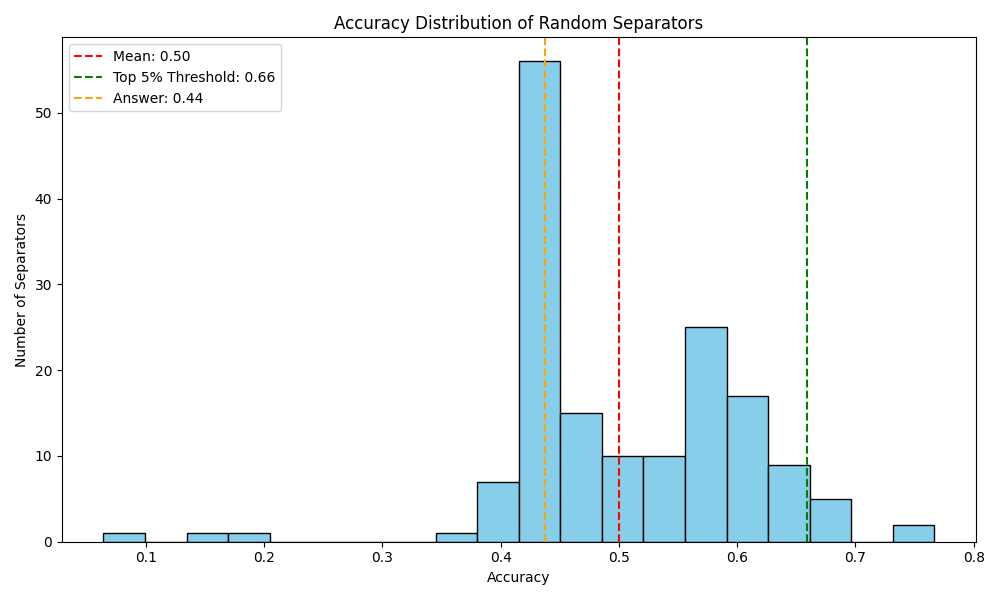 Accuracy Distribution of Random Separators
Mean: 0.50
Top 5% Threshold: 0.66
Answer: 0.44
Number of Separators
50
40
30
20
10
0
0.1 0.2 0.3 0.4 0.5 0.6 0.7 0.8
Accuracy